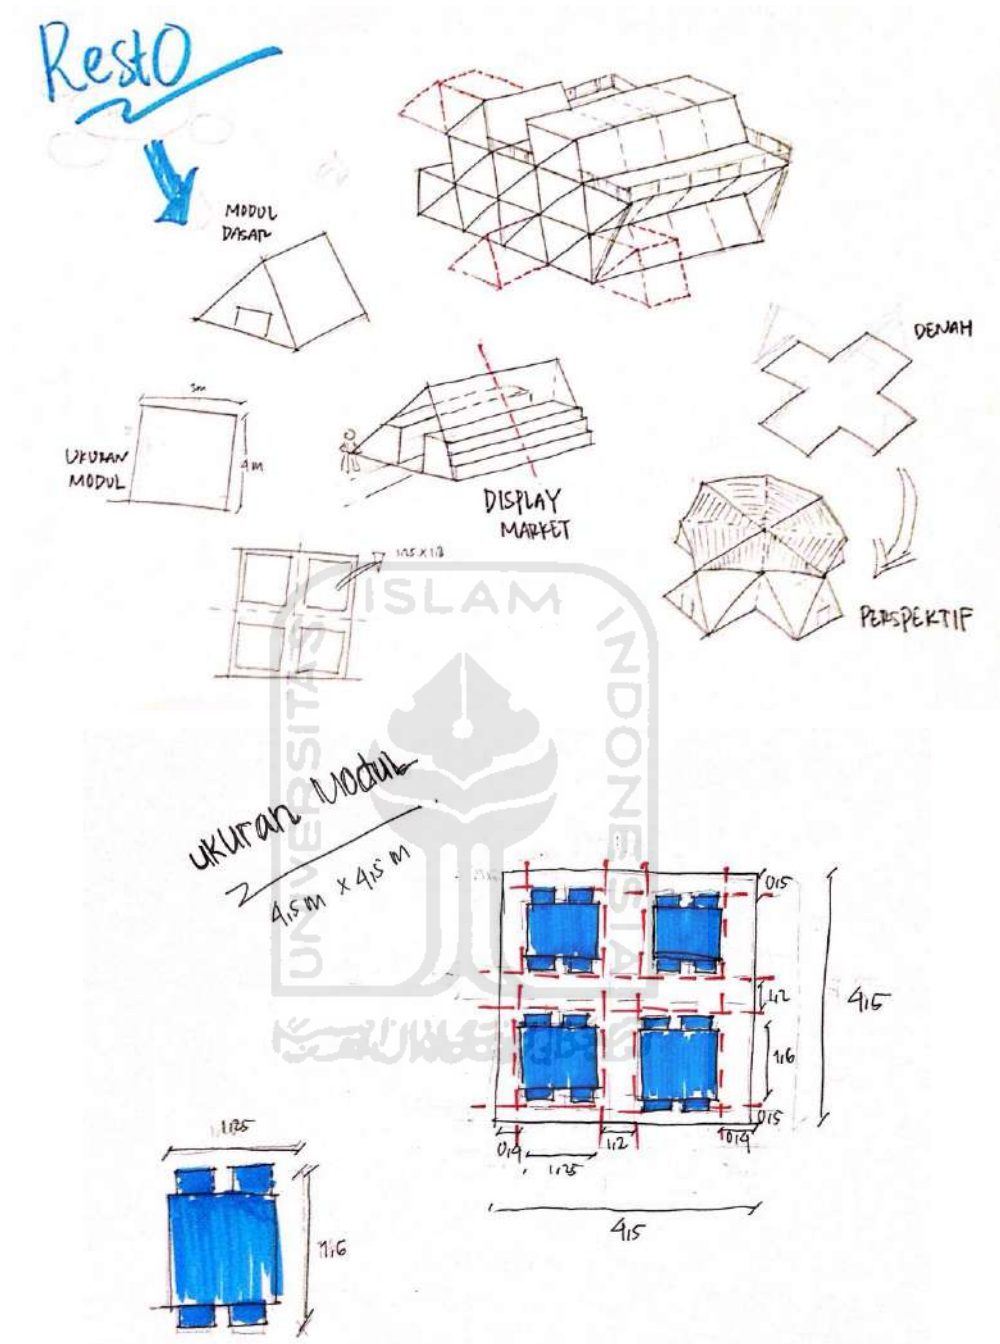 RestO
MODUL
DASAR
DENAH
3m
4m
UKURAN
MODUL
DISPLAY
MARKET
PERSPEKTIF
ISLAM
UNIVERSITAS
INDONESIA
ukuran Modul
4,5 m x 4,5 m
0,5
1,2
4,5
1,6
0,5
0,4
1,2
0,4
1,25
4,5
1,25
1,6